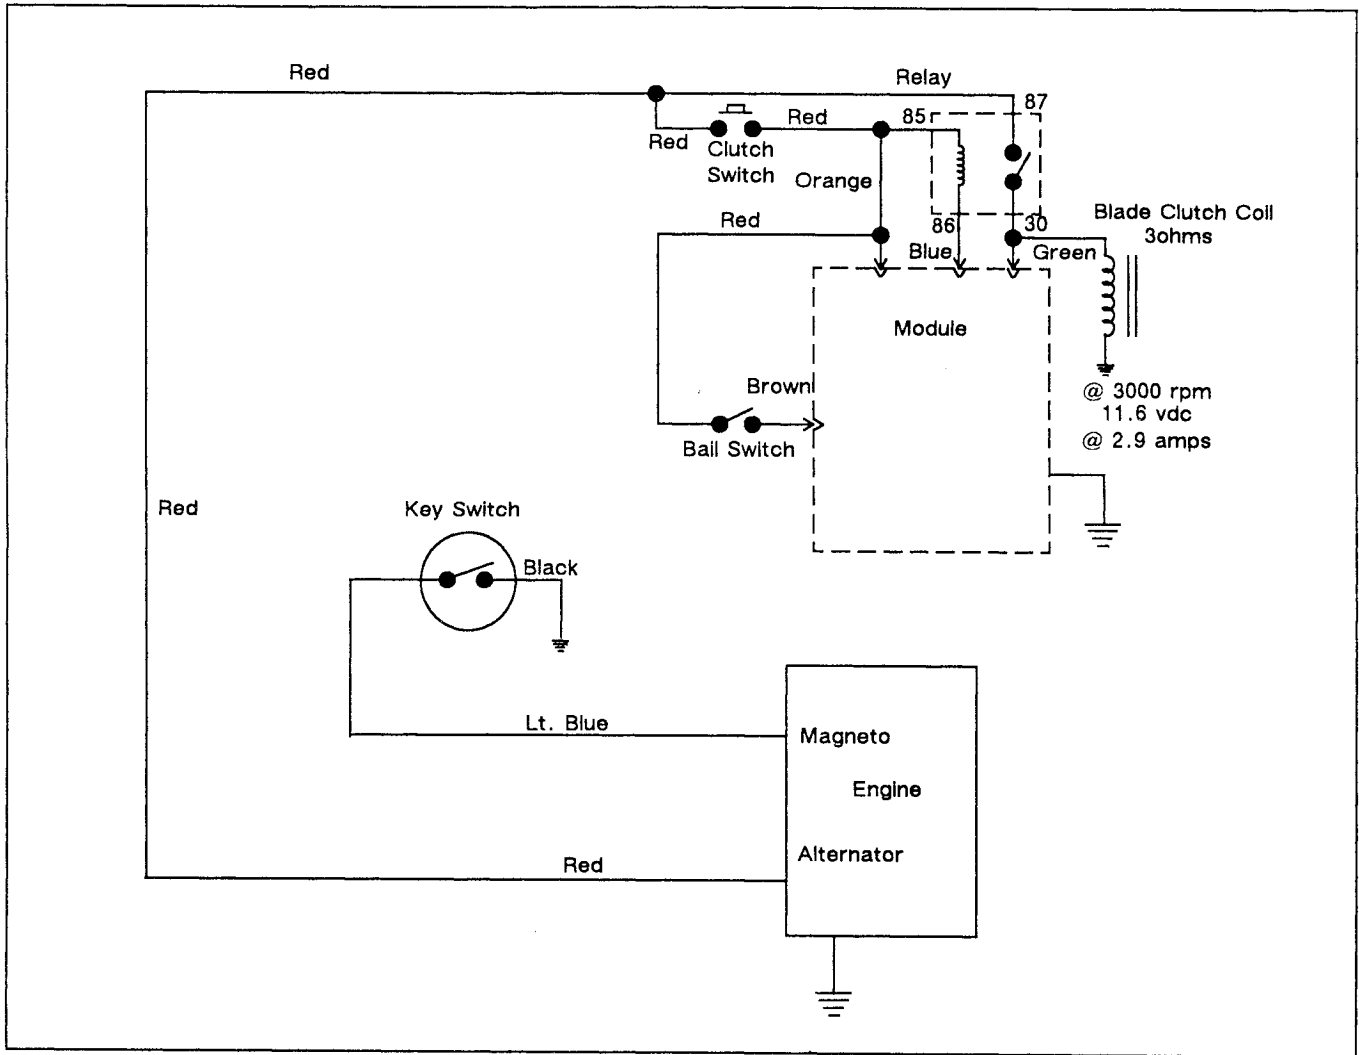 Red
Relay
87
Red
85
Red
Clutch
Switch
Orange
Red
86
30
Blade Clutch Coil
3ohms
Blue
Green
Module
Brown
@ 3000 rpm
11.6 vdc
@ 2.9 amps
Bail Switch
Red
Key Switch
Black
Lt. Blue
Magneto
Engine
Alternator
Red